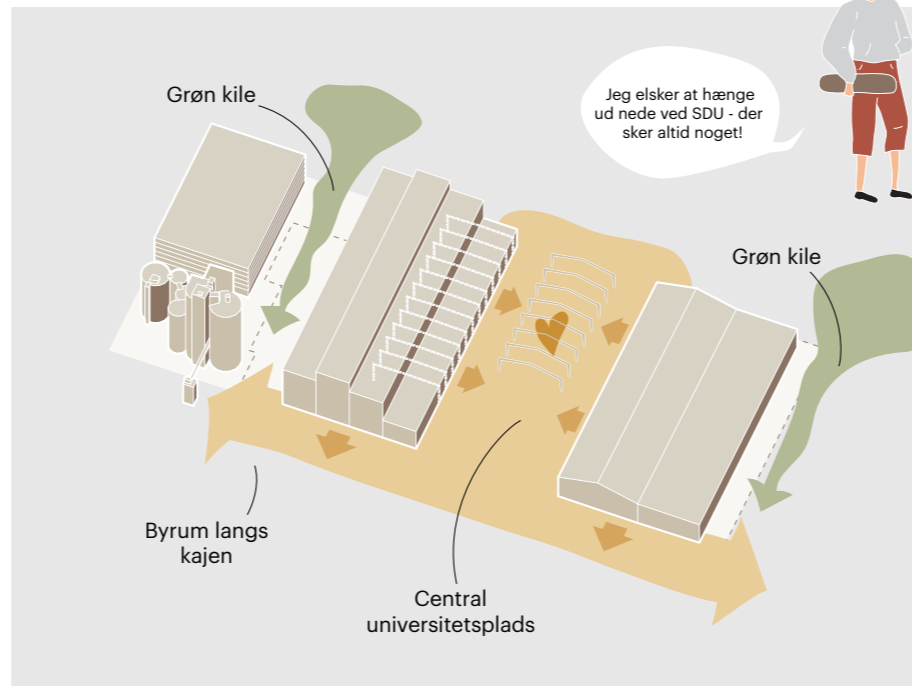 Grøn kile
Jeg elsker at hænge
ud nede ved SDU - der
sker altid noget!
Grøn kile
Byrum langs
kajen
Central
universitetsplads